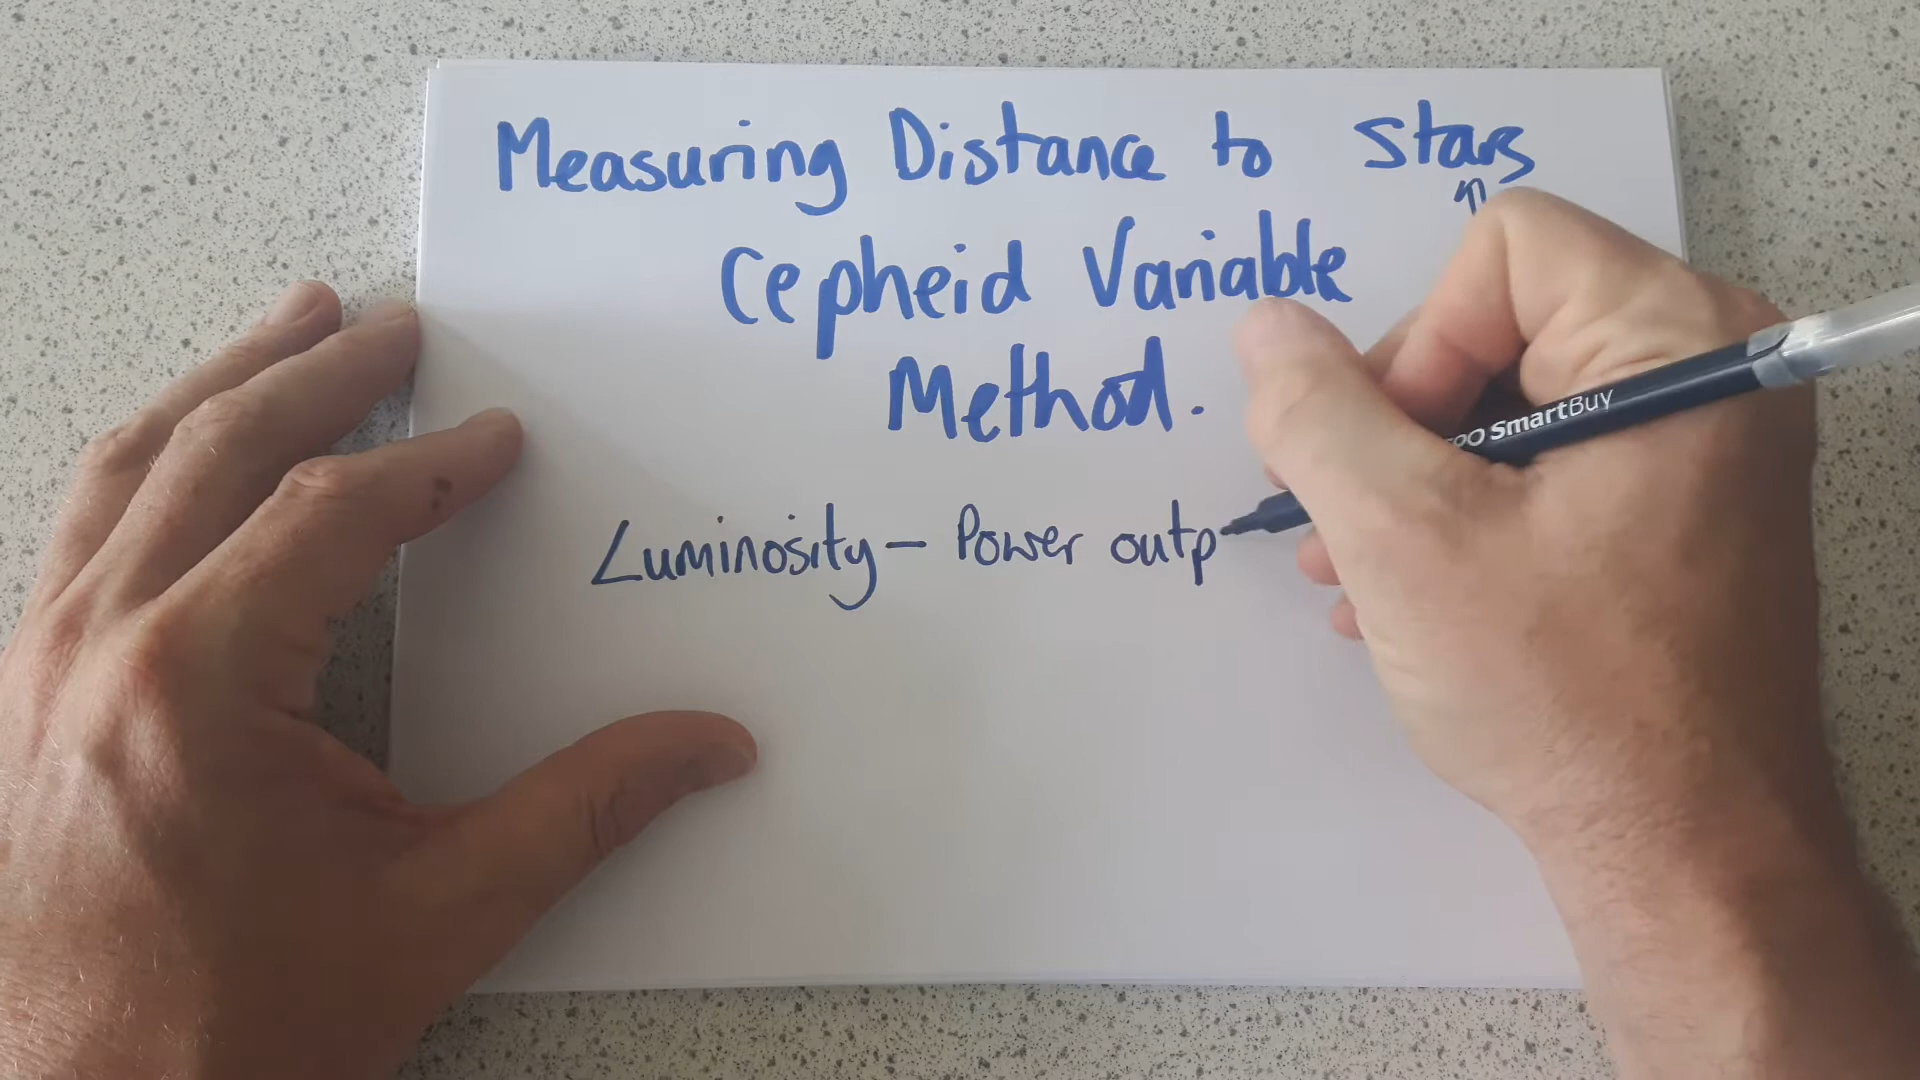 Measuring Distance to Stars
Cepheid Variable
Method.
SmartBuy
Luminosity - Power outp